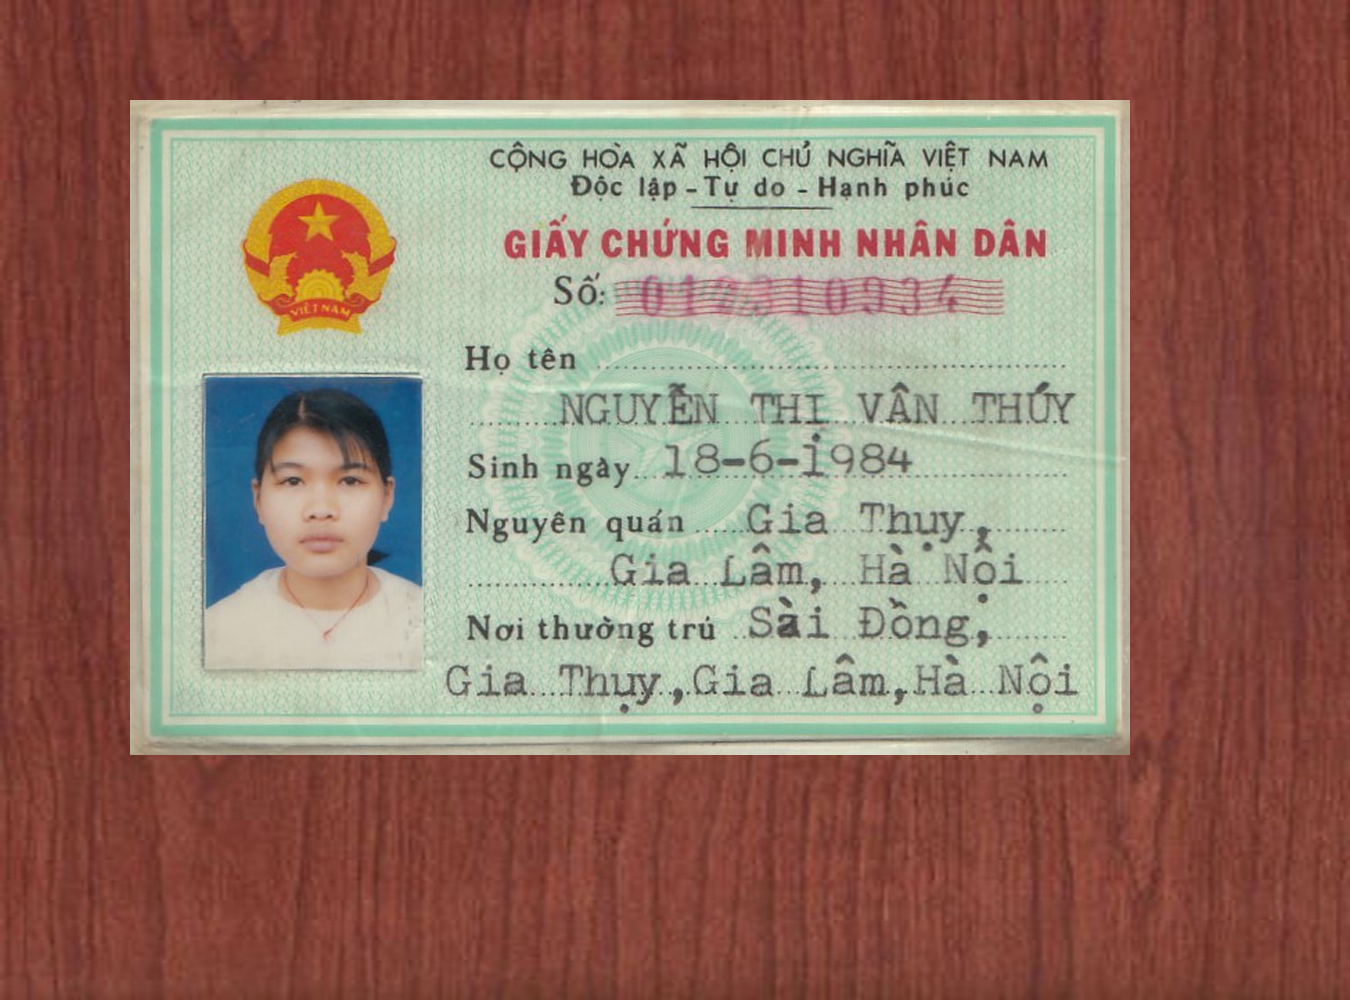 CỘNG HÒA XÃ HỘI CHỦ NGHĨA VIỆT NAM
Độc lập - Tự do - Hạnh phúc
GIẤY CHỨNG MINH NHÂN DÂN
Số:
VIỆT NAM
Họ tên
NGUYỄN THỊ VÂN THÚY
Sinh ngày 18-6-1984
Nguyên quán Gia Thụy,
Gia Lâm, Hà Nội
Nơi thường trú Sài Đồng,
Gia Thụy, Gia Lâm, Hà Nội